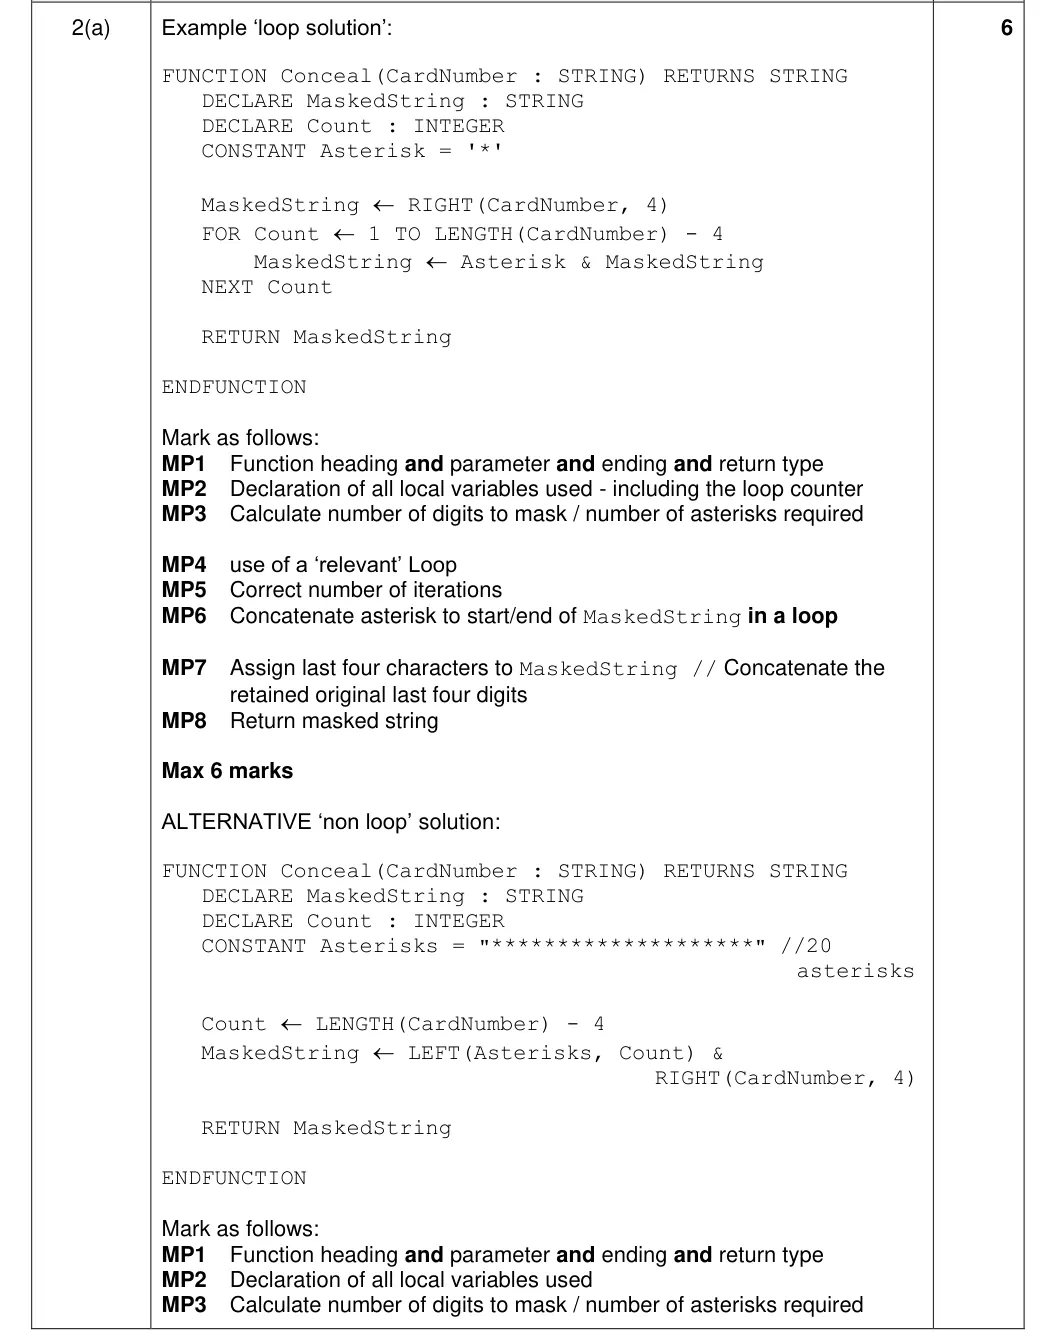 2(a) Example ‘loop solution’: 6
FUNCTION Conceal(CardNumber : STRING) RETURNS STRING
DECLARE MaskedString : STRING
DECLARE Count : INTEGER
CONSTANT Asterisk = '*'
MaskedString ← RIGHT(CardNumber, 4)
FOR Count ← 1 TO LENGTH(CardNumber) - 4
MaskedString ← Asterisk & MaskedString
NEXT Count
RETURN MaskedString
ENDFUNCTION
Mark as follows:
MP1 Function heading and parameter and ending and return type
MP2 Declaration of all local variables used - including the loop counter
MP3 Calculate number of digits to mask / number of asterisks required
MP4 use of a ‘relevant’ Loop
MP5 Correct number of iterations
MP6 Concatenate asterisk to start/end of MaskedString in a loop
MP7 Assign last four characters to MaskedString // Concatenate the
retained original last four digits
MP8 Return masked string
Max 6 marks
ALTERNATIVE ‘non loop’ solution:
FUNCTION Conceal(CardNumber : STRING) RETURNS STRING
DECLARE MaskedString : STRING
DECLARE Count : INTEGER
CONSTANT Asterisks = "********************" //20
asterisks
Count ← LENGTH(CardNumber) - 4
MaskedString ← LEFT(Asterisks, Count) &
RIGHT(CardNumber, 4)
RETURN MaskedString
ENDFUNCTION
Mark as follows:
MP1 Function heading and parameter and ending and return type
MP2 Declaration of all local variables used
MP3 Calculate number of digits to mask / number of asterisks required